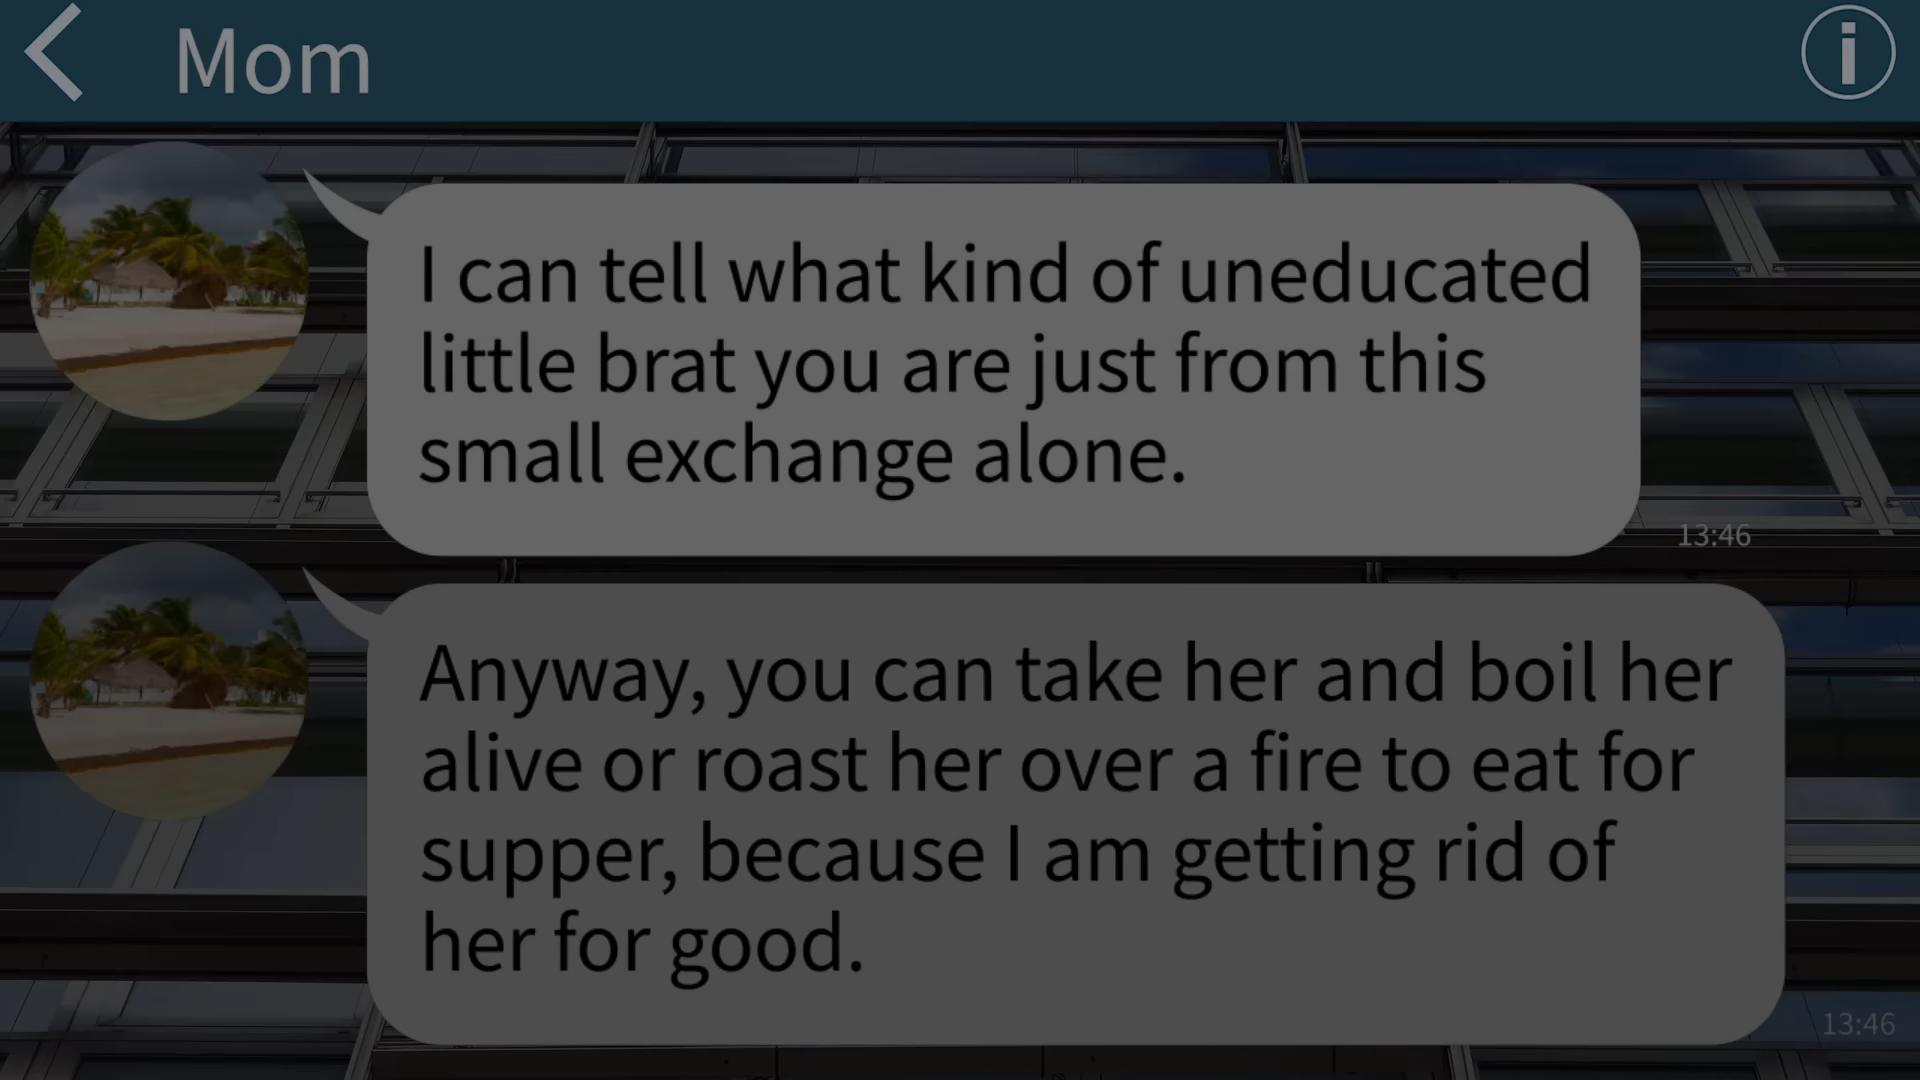 Mom
I can tell what kind of uneducated
little brat you are just from this
small exchange alone.
13:46
Anyway, you can take her and boil her
alive or roast her over a fire to eat for
supper, because I am getting rid of
her for good.
13:46